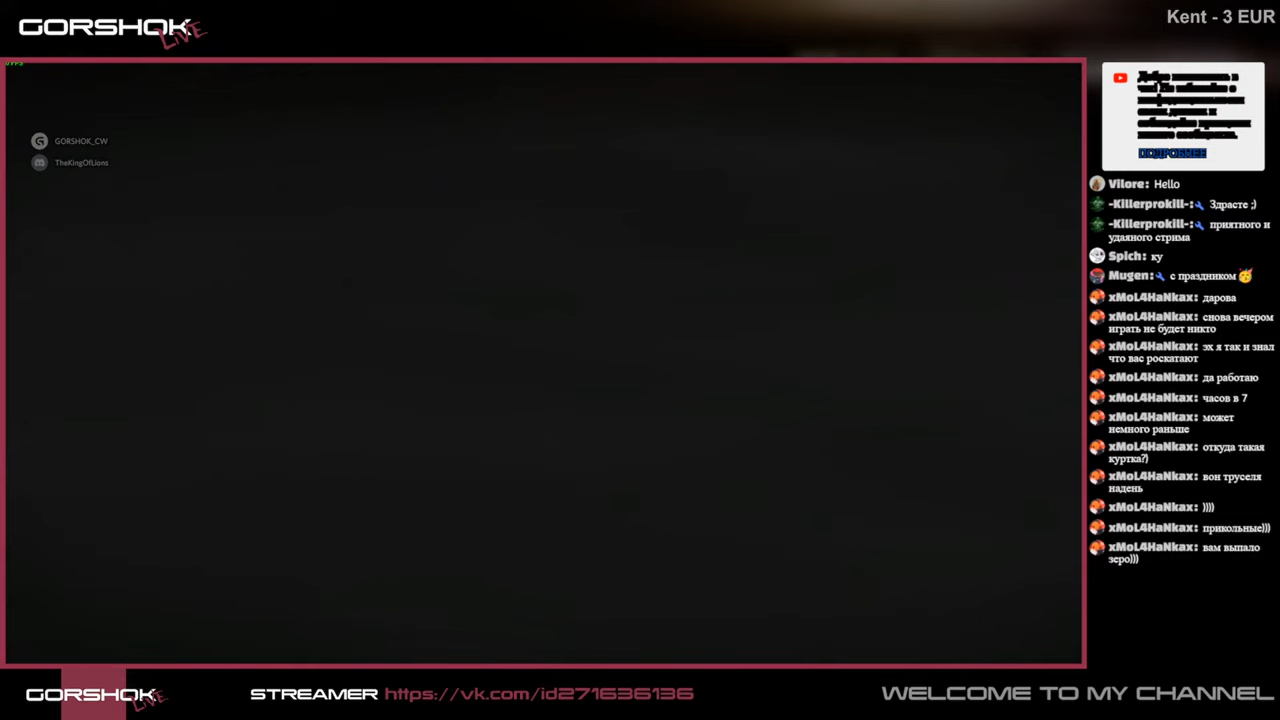 GORSHOK
LIVE
Kent - 3 EUR
GORSHOK_CW
TheKingOfLions
ПОДРОБНЕЕ
Vilore: Hello
-Killerprokill-: Здрасте ;)
-Killerprokill-: приятного и
удаяного стрима
Spich: ку
Mugen: с праздником
xMoL4HaNkax: дарова
xMoL4HaNkax: снова вечером
играть не будет никто
xMoL4HaNkax: эх я так и знал
что вас роскатают
xMoL4HaNkax: да работаю
xMoL4HaNkax: часов в 7
xMoL4HaNkax: может
немного раньше
xMoL4HaNkax: откуда такая
куртка?)
xMoL4HaNkax: вон труселя
надень
xMoL4HaNkax: ))))
xMoL4HaNkax: прикольные)))
xMoL4HaNkax: вам выпало
зеро)))
GORSHOK
LIVE
STREAMER https://vk.com/id271636136
WELCOME TO MY CHANNEL